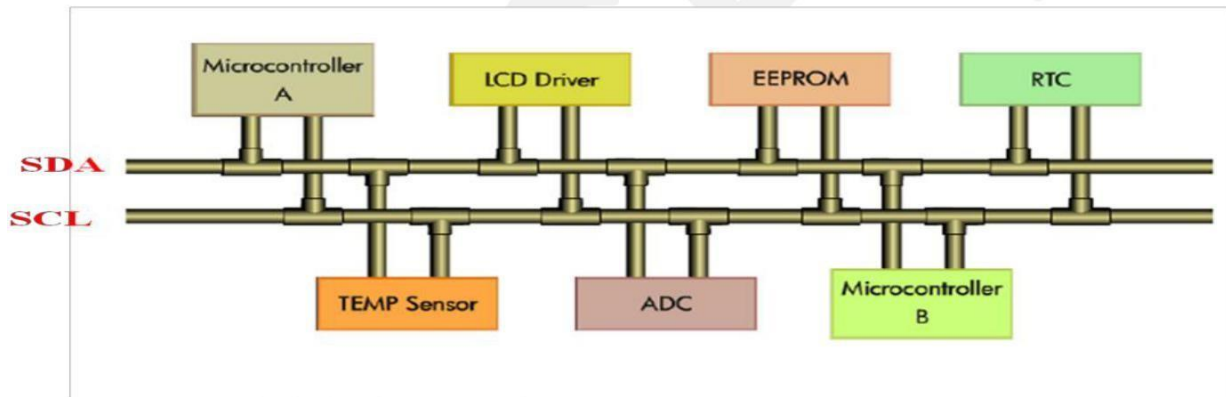 Microcontroller
A
LCD Driver
EEPROM
RTC
SDA
SCL
TEMP Sensor
ADC
Microcontroller
B